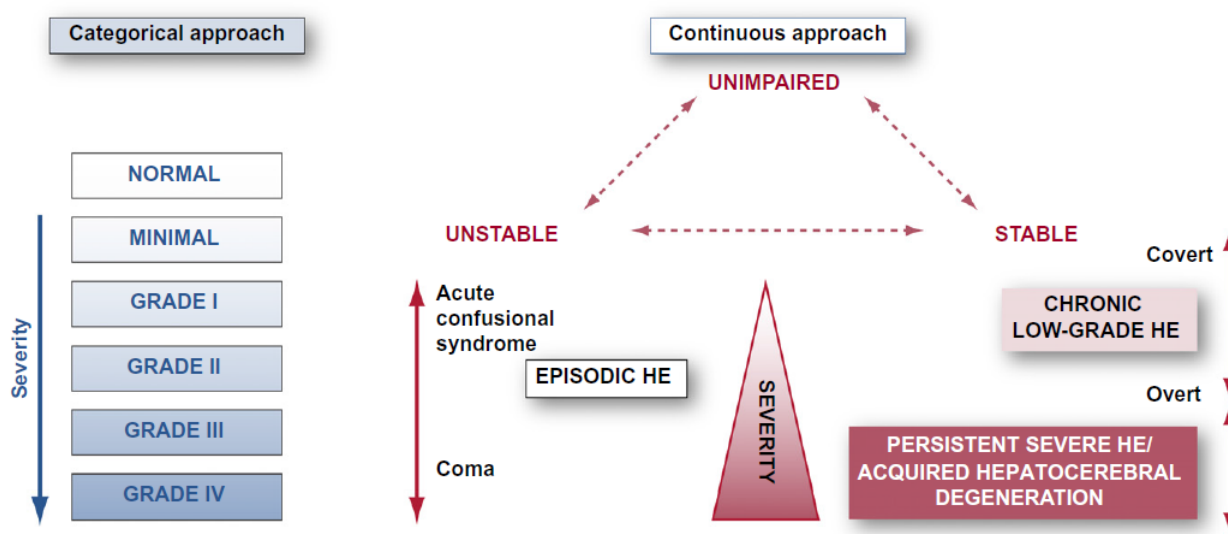 Categorical approach
Continuous approach
UNIMPAIRED
NORMAL
MINIMAL
GRADE I
GRADE II
GRADE III
GRADE IV
Severity
UNSTABLE
STABLE
Acute
confusional
syndrome
EPISODIC HE
Coma
SEVERITY
Covert
CHRONIC
LOW-GRADE HE
Overt
PERSISTENT SEVERE HE/
ACQUIRED HEPATOCEREBRAL
DEGENERATION